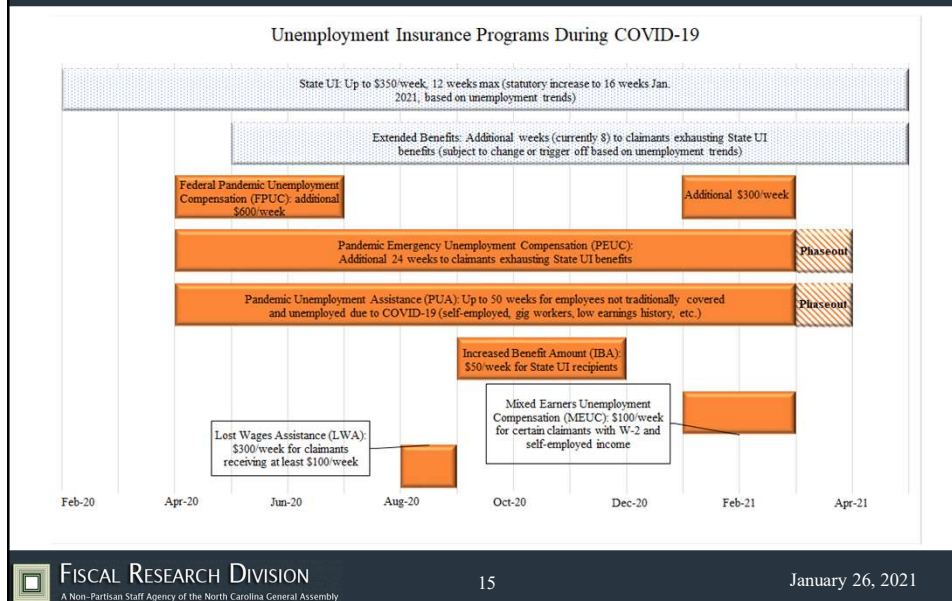 Unemployment Insurance Programs During COVID-19
State UI: Up to $350/week, 12 weeks max (statutory increase to 16 weeks Jan.
2021, based on unemployment trends)
Extended Benefits: Additional weeks (currently 8) to claimants exhausting State UI
benefits (subject to change or trigger off based on unemployment trends)
Federal Pandemic Unemployment
Compensation (FPUC): additional
$600/week
Additional $300/week
Pandemic Emergency Unemployment Compensation (PEUC):
Additional 24 weeks to claimants exhausting State UI benefits
Phaseout
Pandemic Unemployment Assistance (PUA): Up to 50 weeks for employees not traditionally covered
and unemployed due to COVID-19 (self-employed, gig workers, low earnings history, etc.)
Phaseout
Increased Benefit Amount (IBA):
$50/week for State UI recipients
Mixed Earners Unemployment
Compensation (MEUC): $100/week
for certain claimants with W-2 and
self-employed income
Lost Wages Assistance (LWA):
$300/week for claimants
receiving at least $100/week
Feb-20 Apr-20 Jun-20 Aug-20 Oct-20 Dec-20 Feb-21 Apr-21
FISCAL RESEARCH DIVISION
A Non-Partisan Staff Agency of the North Carolina General Assembly
15
January 26, 2021